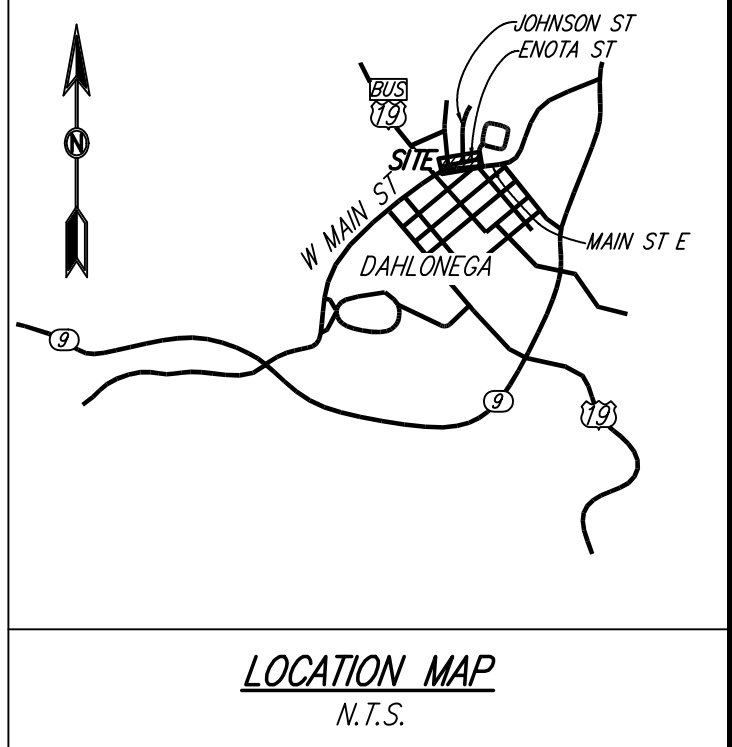 JOHNSON ST
ENOTA ST
BUS
19
N
SITE
W MAIN ST
MAIN ST E
DAHLONEGA
9
9
19
LOCATION MAP
N.T.S.